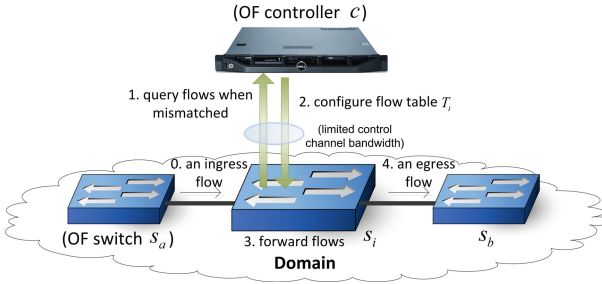 (OF controller c)
1. query flows when
mismatched
2. configure flow table T_i
(limited control
channel bandwidth)
0. an ingress
flow
4. an egress
flow
(OF switch s_a)
3. forward flows
s_i
s_b
Domain